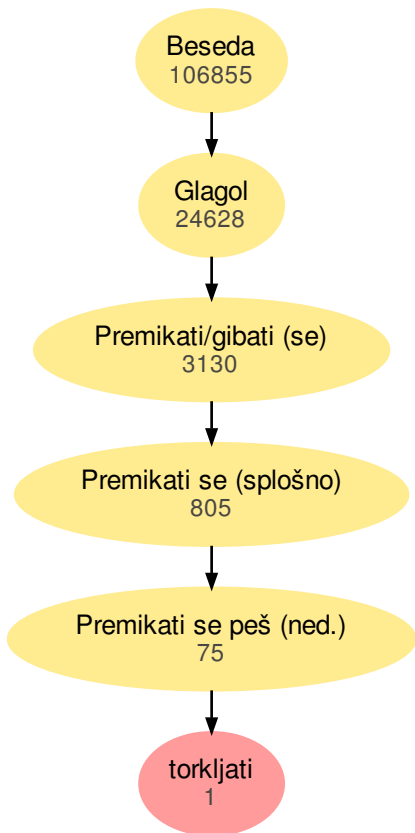 Beseda
106855
Glagol
24628
Premikati/gibati (se)
3130
Premikati se (splošno)
805
Premikati se peš (ned.)
75
torkljati
1